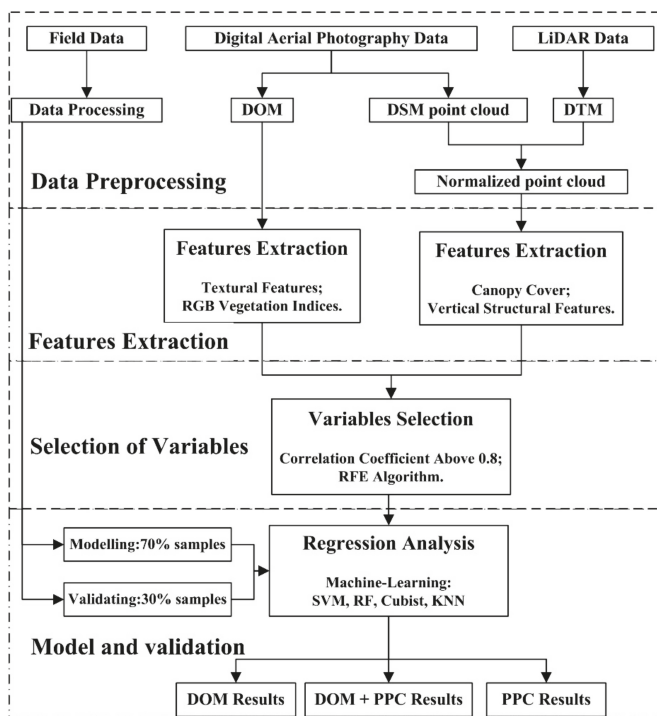 Field Data
Digital Aerial Photography Data
LiDAR Data
Data Processing
DOM
DSM point cloud
DTM
Data Preprocessing
Normalized point cloud
Features Extraction
Textural Features;
RGB Vegetation Indices.
Features Extraction
Canopy Cover;
Vertical Structural Features.
Features Extraction
Variables Selection
Correlation Coefficient Above 0.8;
RFE Algorithm.
Selection of Variables
Modelling:70% samples
Validating:30% samples
Regression Analysis
Machine-Learning:
SVM, RF, Cubist, KNN
Model and validation
DOM Results
DOM + PPC Results
PPC Results